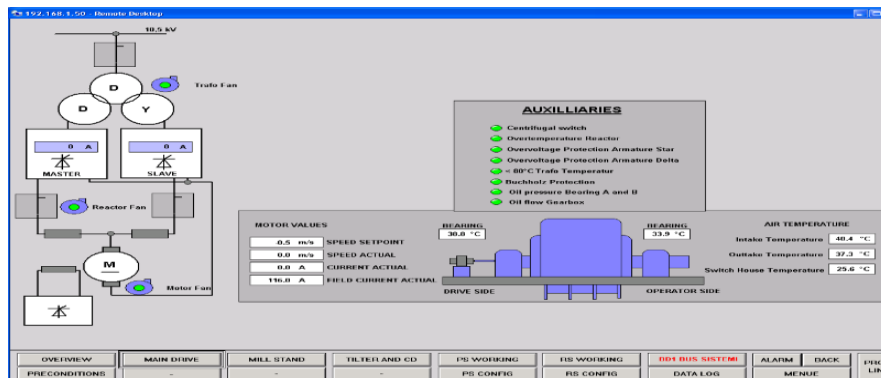 192.168.1.50 - Remote Desktop
10,5 kV
D
Trafo Fan
D
Y
0 A
0 A
MASTER
SLAVE
Reactor Fan
M
Motor Fan
AUXILLIARIES
Centrifugal switch
Overtemperature Reactor
Overvoltage Protection Armature Star
Overvoltage Protection Armature Delta
< 80°C Trafo Temperatur
Buchholz Protection
Oil pressure Bearing A and B
Oil flow Gearbox
MOTOR VALUES
m/s SPEED SETPOINT
0.0 m/s SPEED ACTUAL
0.0 A CURRENT ACTUAL
116.0 A FIELD CURRENT ACTUAL
BEARING
30.0 °C
BEARING
33.9 °C
DRIVE SIDE
OPERATOR SIDE
AIR TEMPERATURE
Intake Temperature 40.4 °C
Outtake Temperature 37.3 °C
Switch House Temperature 25.6 °C
OVERVIEW
MAIN DRIVE
MILL STAND
TILTER AND CD
PS WORKING
RS WORKING
BD1 BUS SISTEMI
ALARM
BACK
PRECONDITIONS
-
-
-
PS CONFIG
RS CONFIG
DATA LOG
MENUE